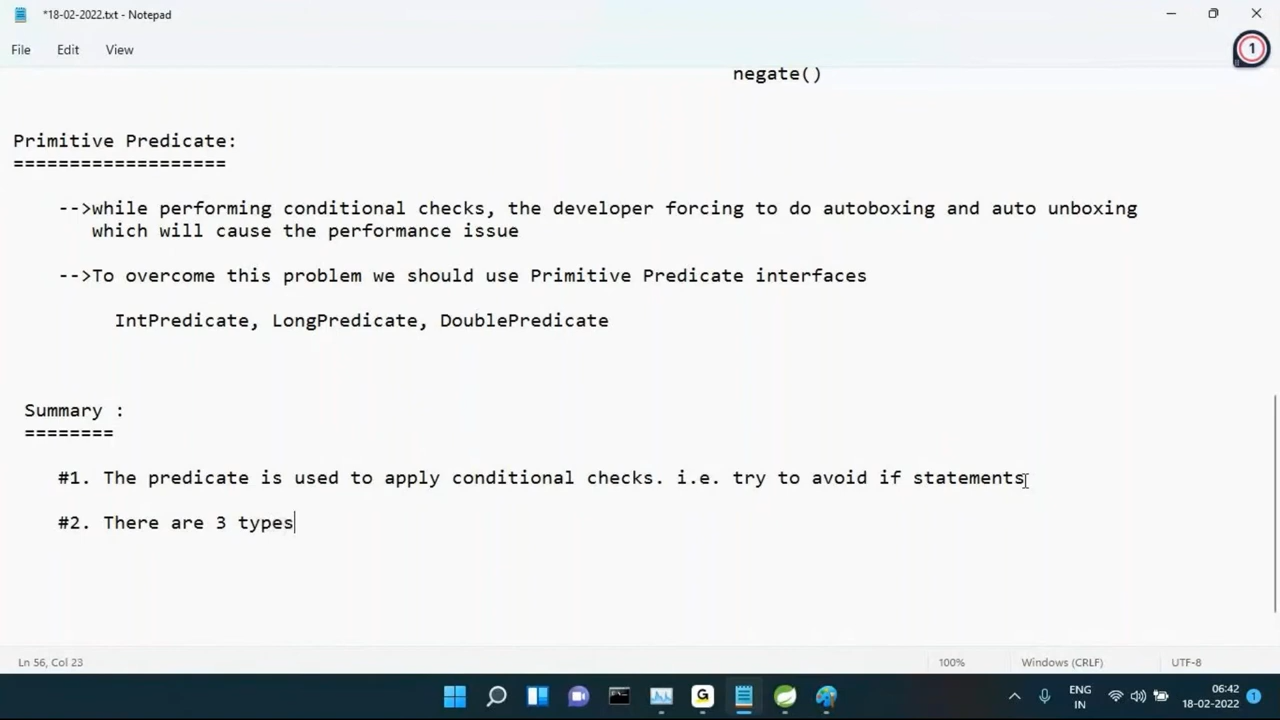 *18-02-2022.txt - Notepad
File Edit View
1
negate()
Primitive Predicate:
===================
-->while performing conditional checks, the developer forcing to do autoboxing and auto unboxing
which will cause the performance issue
-->To overcome this problem we should use Primitive Predicate interfaces
IntPredicate, LongPredicate, DoublePredicate
Summary :
========
#1. The predicate is used to apply conditional checks. i.e. try to avoid if statements
#2. There are 3 types
Ln 56, Col 23 100% Windows (CRLF) UTF-8
ENG
IN
06:42
18-02-2022
1